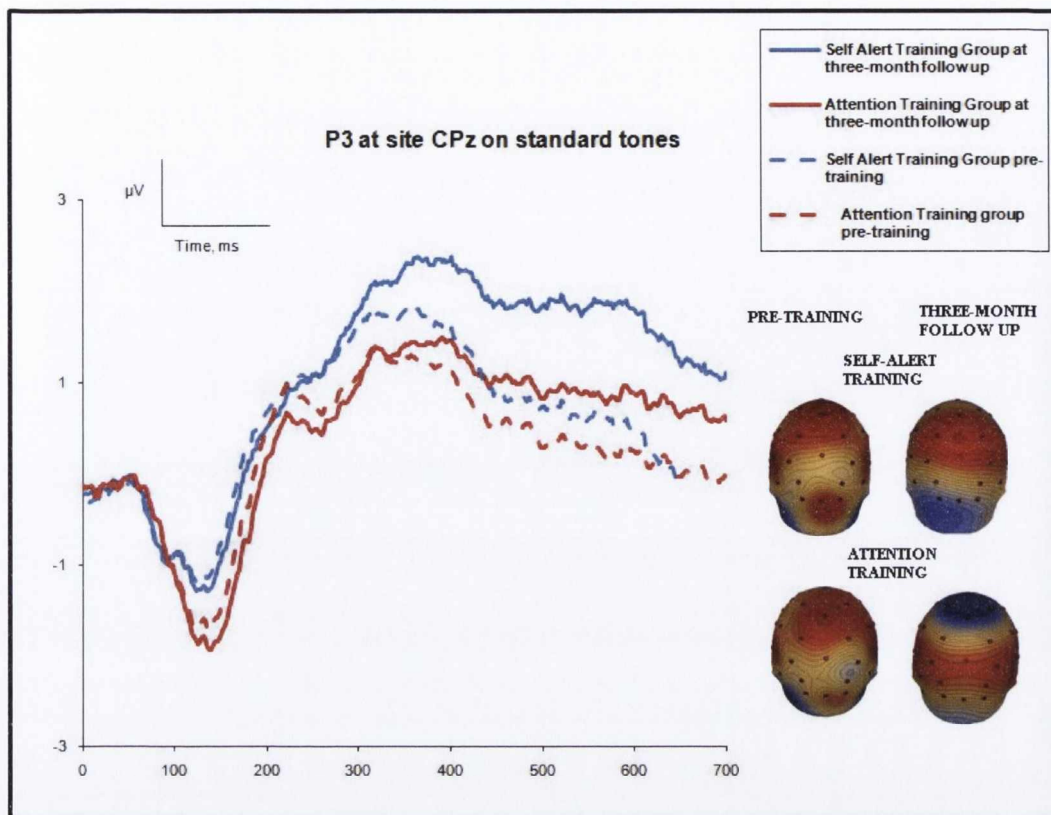 Self Alert Training Group at
three-month follow up
Attention Training Group at
three-month followup
Self Alert Training Group pre-
training
Attention Training group
pre-training
P3 at site CPz on standard tones
µV
Time, ms
3
1
-1
-3
0
100
200
300
400
500
600
700
PRE-TRAINING
THREE-MONTH
FOLLOW UP
SELF-ALERT
TRAINING
ATTENTION
TRAINING